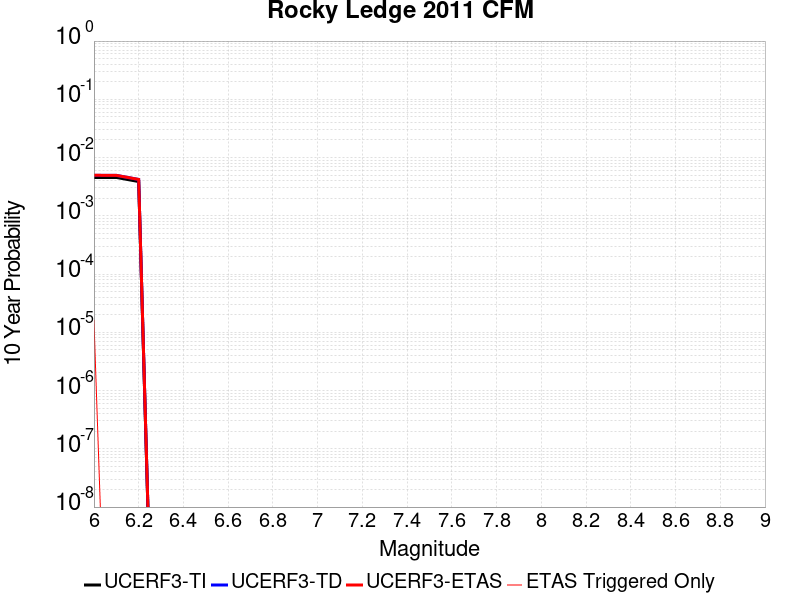 Rocky Ledge 2011 CFM
10 0
10 -1
10 -2
10 -3
10 -4
10 -5
10 -6
10 -7
10 -8
10 Year Probability
6 6.2 6.4 6.6 6.8 7 7.2 7.4 7.6 7.8 8 8.2 8.4 8.6 8.8 9
Magnitude
UCERF3-TI UCERF3-TD UCERF3-ETAS ETAS Triggered Only